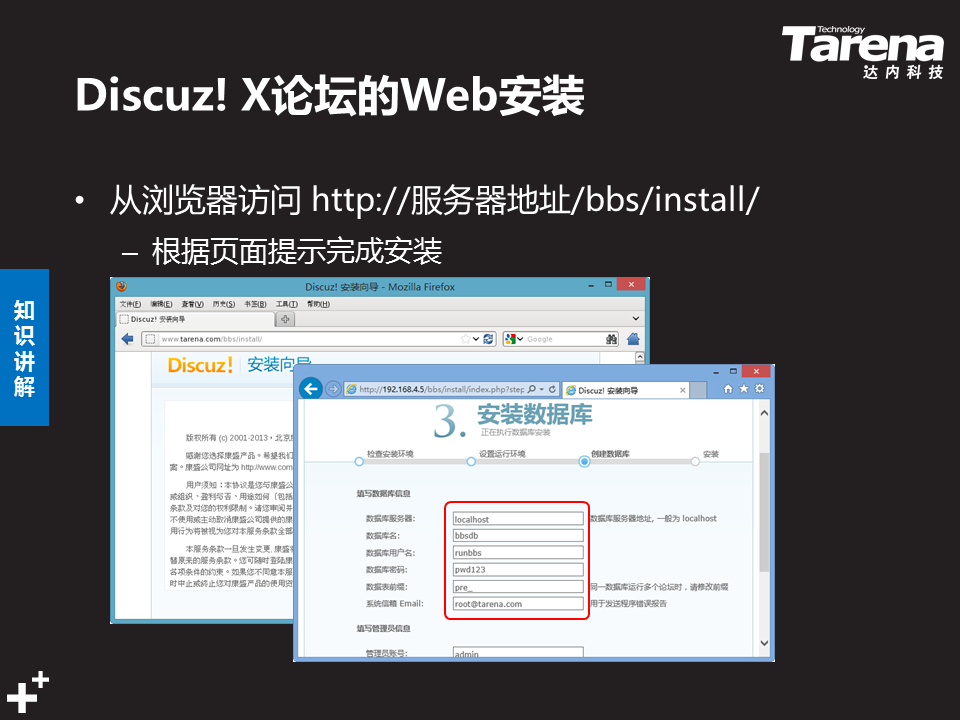 Technology
Tarena
达内科技
Discuz! X论坛的Web安装
• 从浏览器访问 http://服务器地址/bbs/install/
– 根据页面提示完成安装
知识讲解
Discuz! 安装向导 - Mozilla Firefox
文件(F) 编辑(E) 查看(V) 历史(S) 书签(B) 工具(T) 帮助(H)
Discuz! 安装向导
www.tarena.com/bbs/install/
Google
Discuz! 安装向导
版权所有 (c) 2001-2013，北京
感谢您选择康盛产品。希望我们
案。康盛公司网址为 http://www.com
用户须知：本协议是您与康盛公
或组织、盈利与否、用途如何（包括
条款及对您的权利限制。请您审阅并
不使用或主动取消康盛公司提供的康
用行为将被视为您对本服务条款全部
本服务条款一旦发生变更, 康盛
替原来的服务条款。您可随时登陆康
各项条件的约束。如果您不同意本服
时中止或终止您对康盛产品的使用资
http://192.168.4.5/bbs/install/index.php?step
Discuz! 安装向导
3. 安装数据库
正在执行数据库安装
检查安装环境 设置运行环境 创建数据库 安装
填写数据库信息
数据库服务器: localhost 数据库服务器地址, 一般为 localhost
数据库名: bbsdb
数据库用户名: runbbs
数据库密码: pwd123
数据表前缀: pre_ 同一数据库运行多个论坛时，请修改前缀
系统信箱 Email: root@tarena.com 用于发送程序错误报告
填写管理员信息
管理员账号: admin